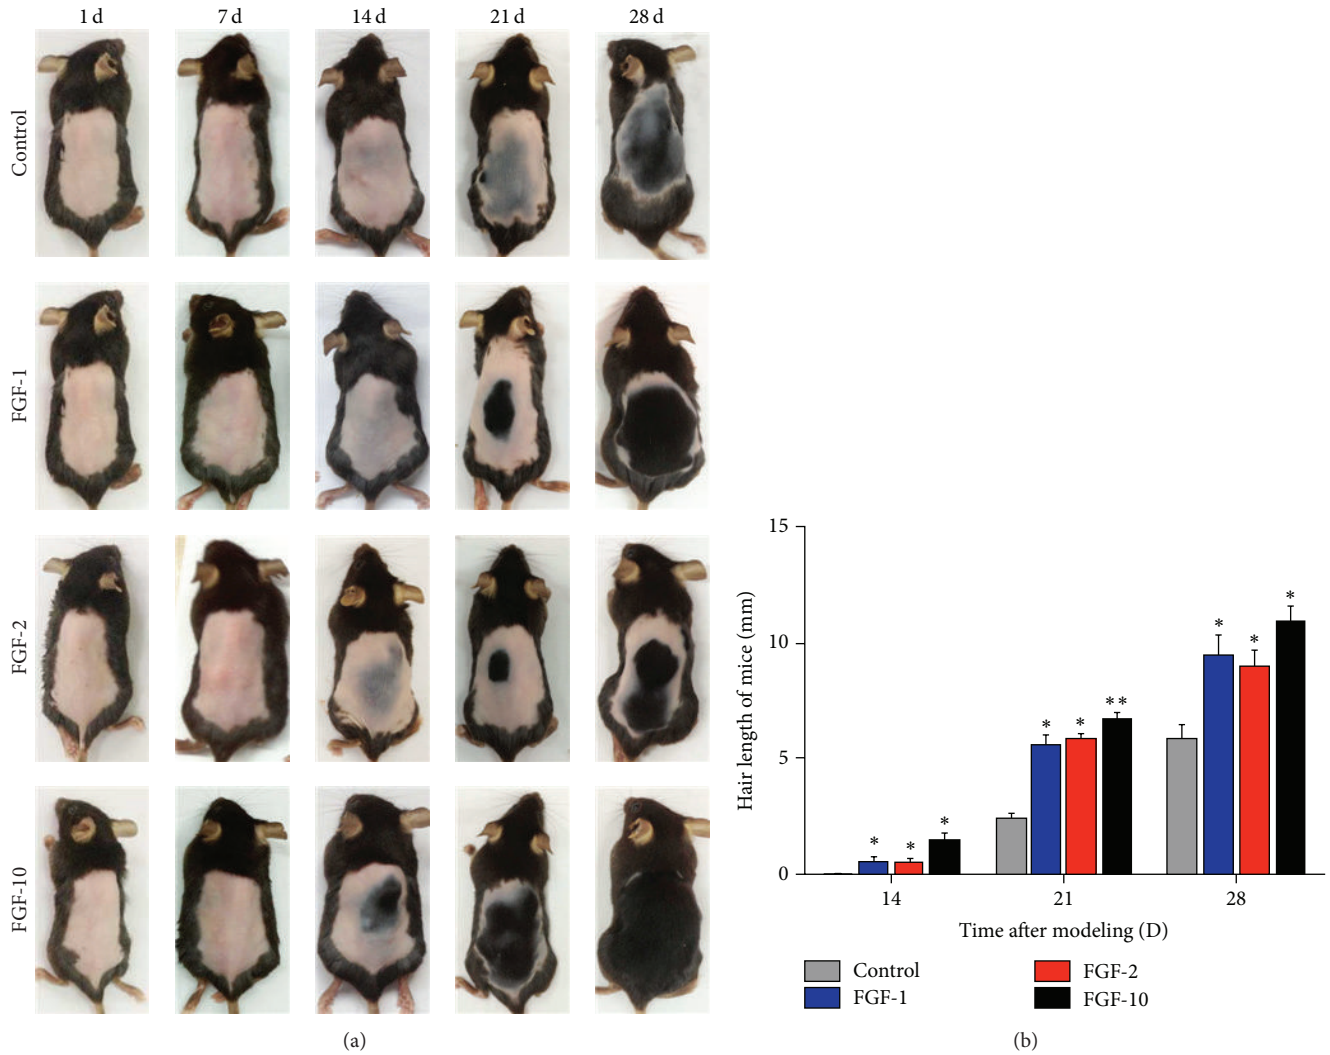 1 d 7 d 14 d 21 d 28 d
Control
FGF-1
FGF-2
FGF-10
(a)
15
10
5
0
Hair length of mice (mm)
* * *
* * **
* * *
14 21 28
Time after modeling (D)
Control FGF-2
FGF-1 FGF-10
(b)